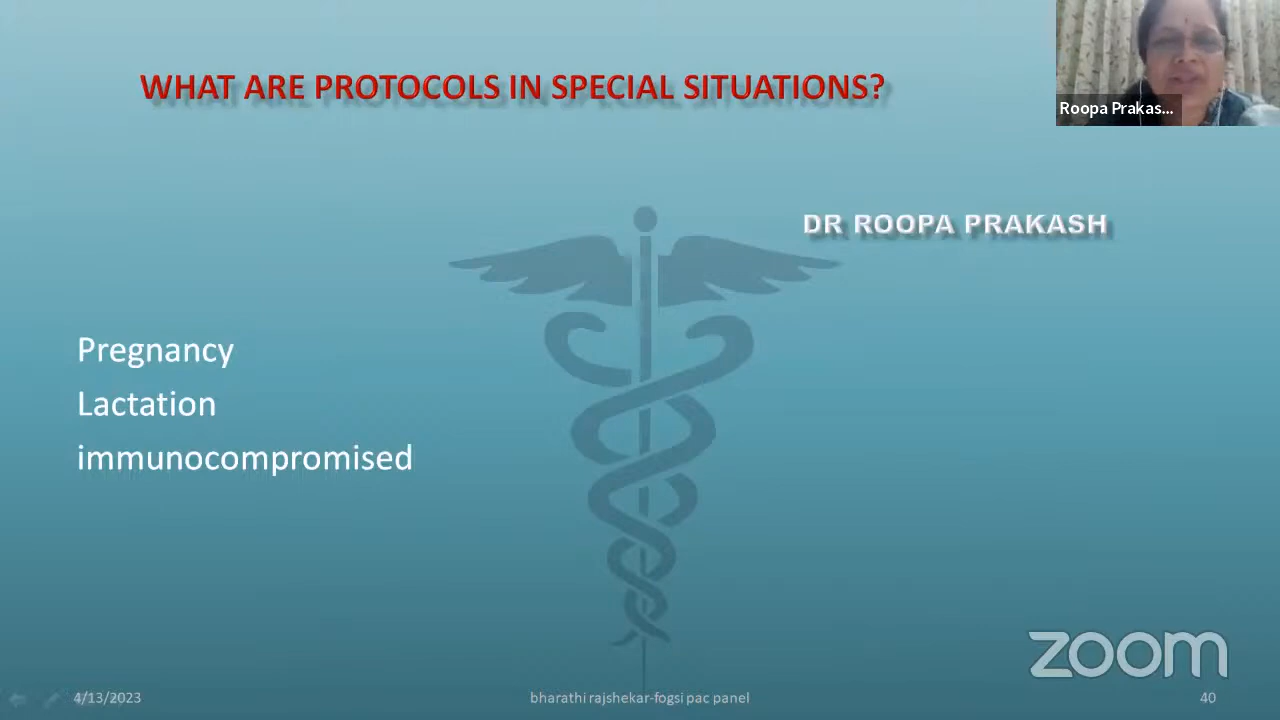 WHAT ARE PROTOCOLS IN SPECIAL SITUATIONS?
Roopa Prakas...
DR ROOPA PRAKASH
Pregnancy
Lactation
immunocompromised
zoom
4/13/2023
bharathi rajshekar-fogsi pac panel
40